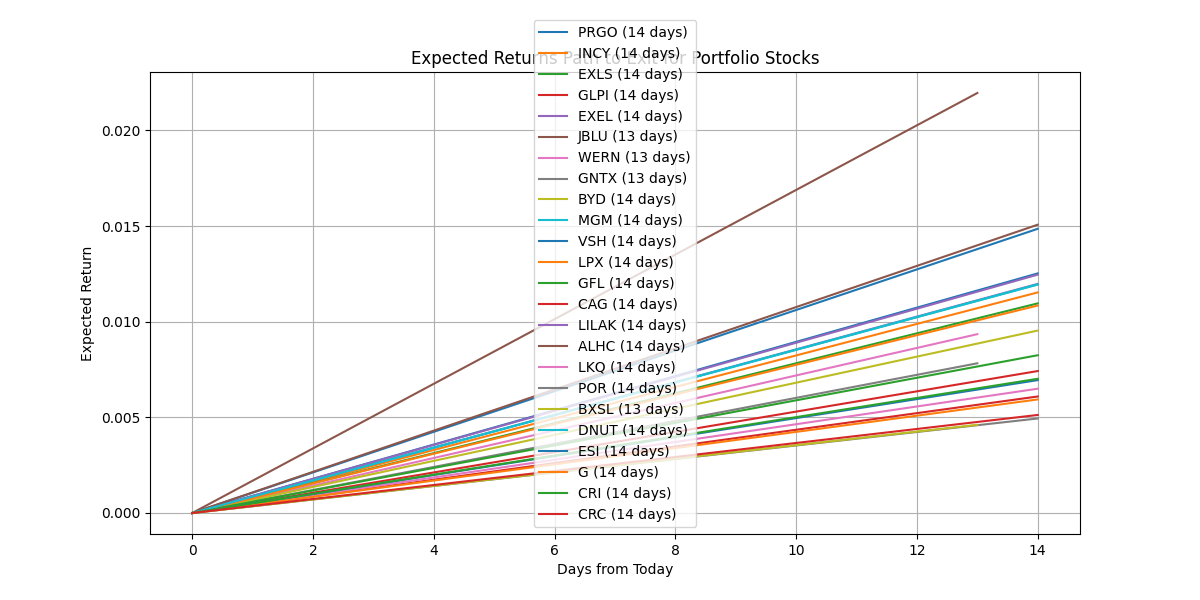 Expected Returns Path to Exit for Portfolio Stocks
PRGO (14 days)
INCY (14 days)
EXLS (14 days)
GLPI (14 days)
EXEL (14 days)
JBLU (13 days)
WERN (13 days)
GNTX (13 days)
BYD (14 days)
MGM (14 days)
VSH (14 days)
LPX (14 days)
GFL (14 days)
CAG (14 days)
LILAK (14 days)
ALHC (14 days)
LKQ (14 days)
POR (14 days)
BXSL (13 days)
DNUT (14 days)
ESI (14 days)
G (14 days)
CRI (14 days)
CRC (14 days)
Expected Return
0.020
0.015
0.010
0.005
0.000
0 2 4 6 8 10 12 14
Days from Today